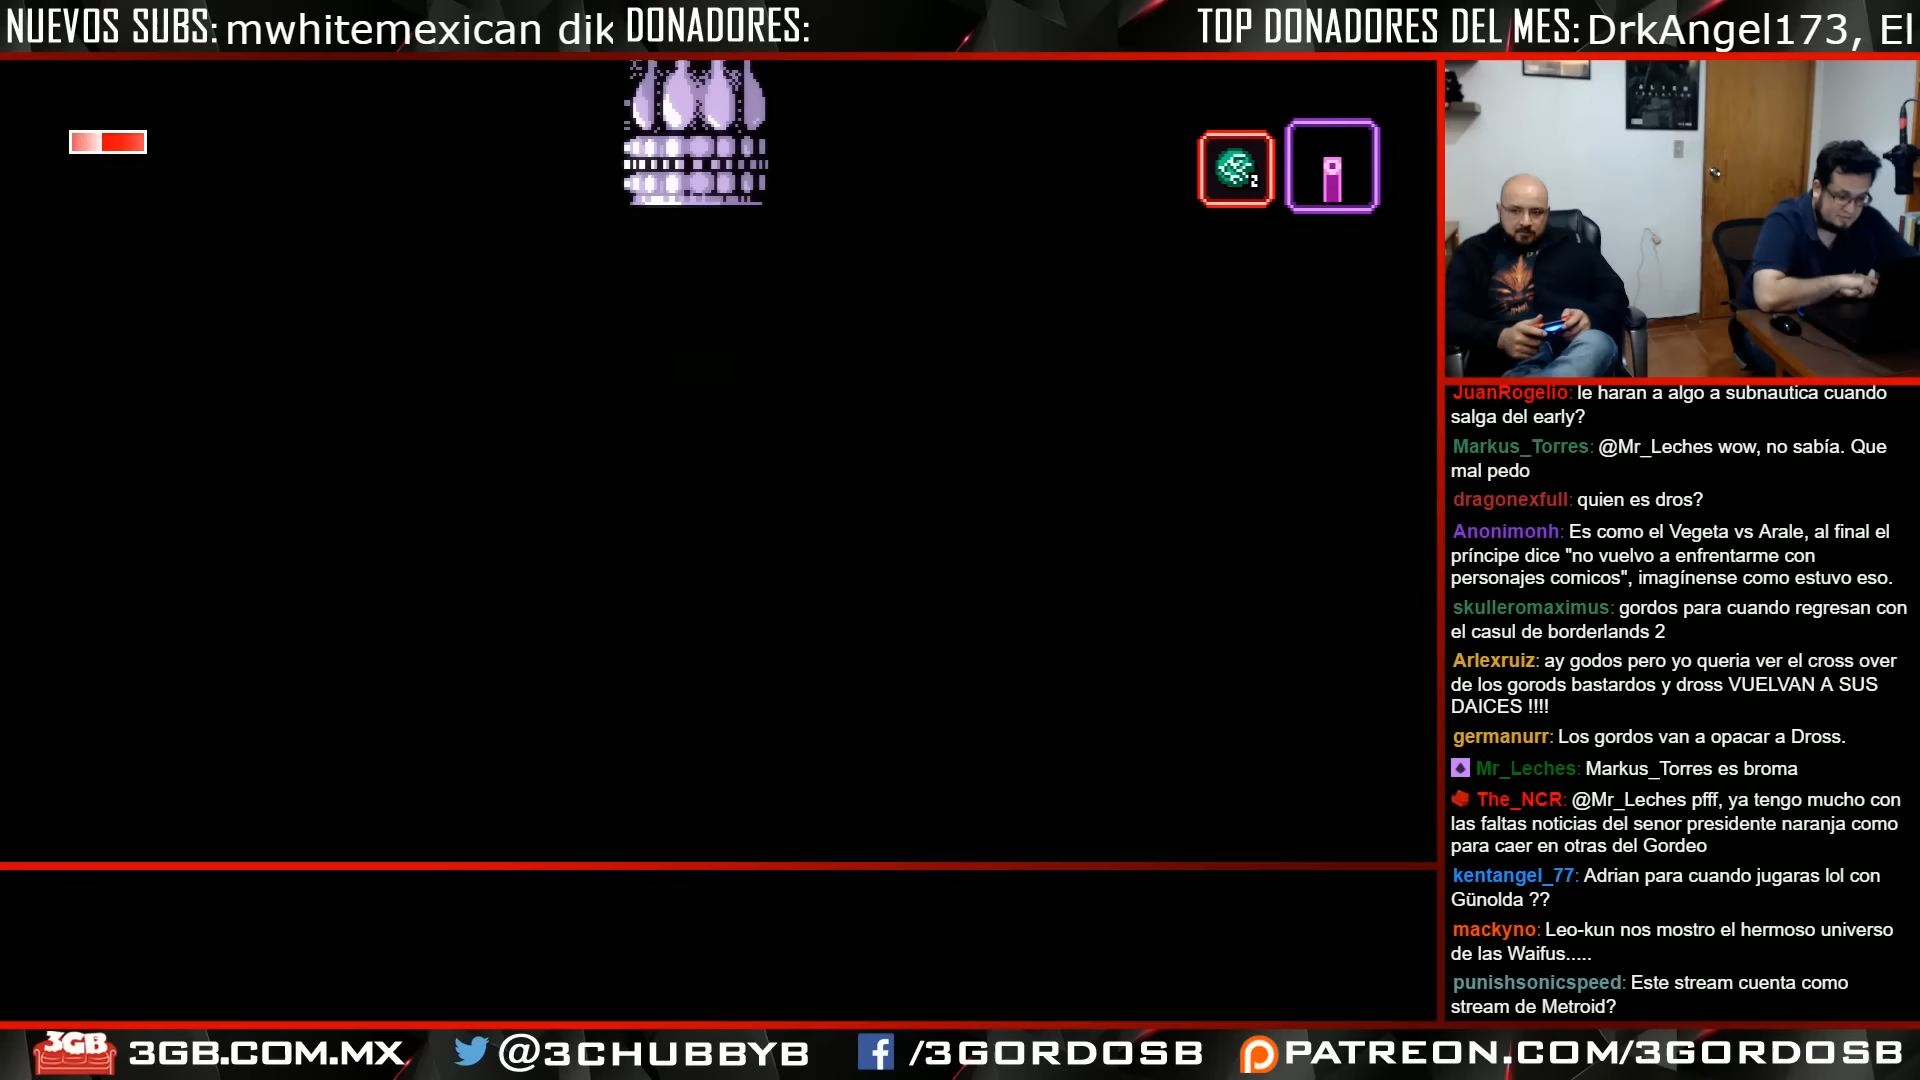 NUEVOS SUBS: mwhitemexican dik DONADORES: TOP DONADORES DEL MES: DrkAngel173, El
ALIEN
2
JuanRogelio: le haran a algo a subnautica cuando
salga del early?
Markus_Torres: @Mr_Leches wow, no sabía. Que
mal pedo
dragonexfull: quien es dros?
Anonimonh: Es como el Vegeta vs Arale, al final el
príncipe dice "no vuelvo a enfrentarme con
personajes comicos", imagínense como estuvo eso.
skulleromaximus: gordos para cuando regresan con
el casul de borderlands 2
Arlexruiz: ay godos pero yo queria ver el cross over
de los gorods bastardos y dross VUELVAN A SUS
DAICES !!!!
germanurr: Los gordos van a opacar a Dross.
Mr_Leches: Markus_Torres es broma
The_NCR: @Mr_Leches pfff, ya tengo mucho con
las faltas noticias del senor presidente naranja como
para caer en otras del Gordeo
kentangel_77: Adrian para cuando jugaras lol con
Günolda ??
mackyno: Leo-kun nos mostro el hermoso universo
de las Waifus.....
punishsonicspeed: Este stream cuenta como
stream de Metroid?
3GB 3GB.COM.MX @3CHUBBYB /3GORDOSB PATREON.COM/3GORDOSB